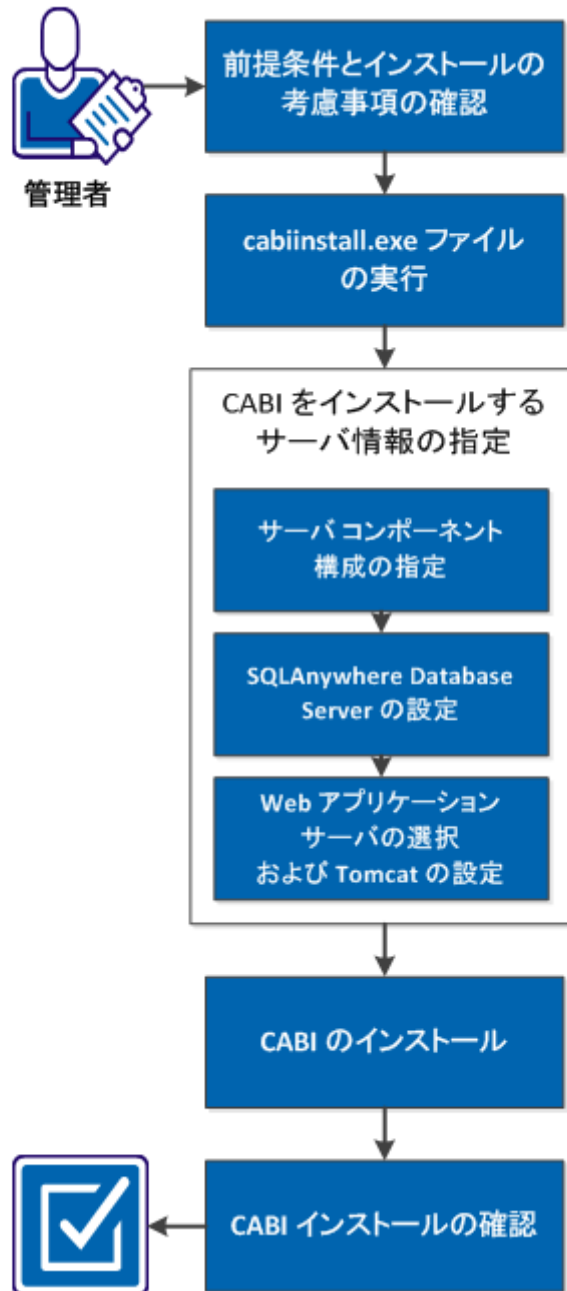 前提条件とインストールの
考慮事項の確認
管理者
cabiinstall.exe ファイル
の実行
CABI をインストールする
サーバ情報の指定
サーバ コンポーネント
構成の指定
SQLAnywhere Database
Server の設定
Web アプリケーション
サーバの選択
および Tomcat の設定
CABI のインストール
CABI インストールの確認